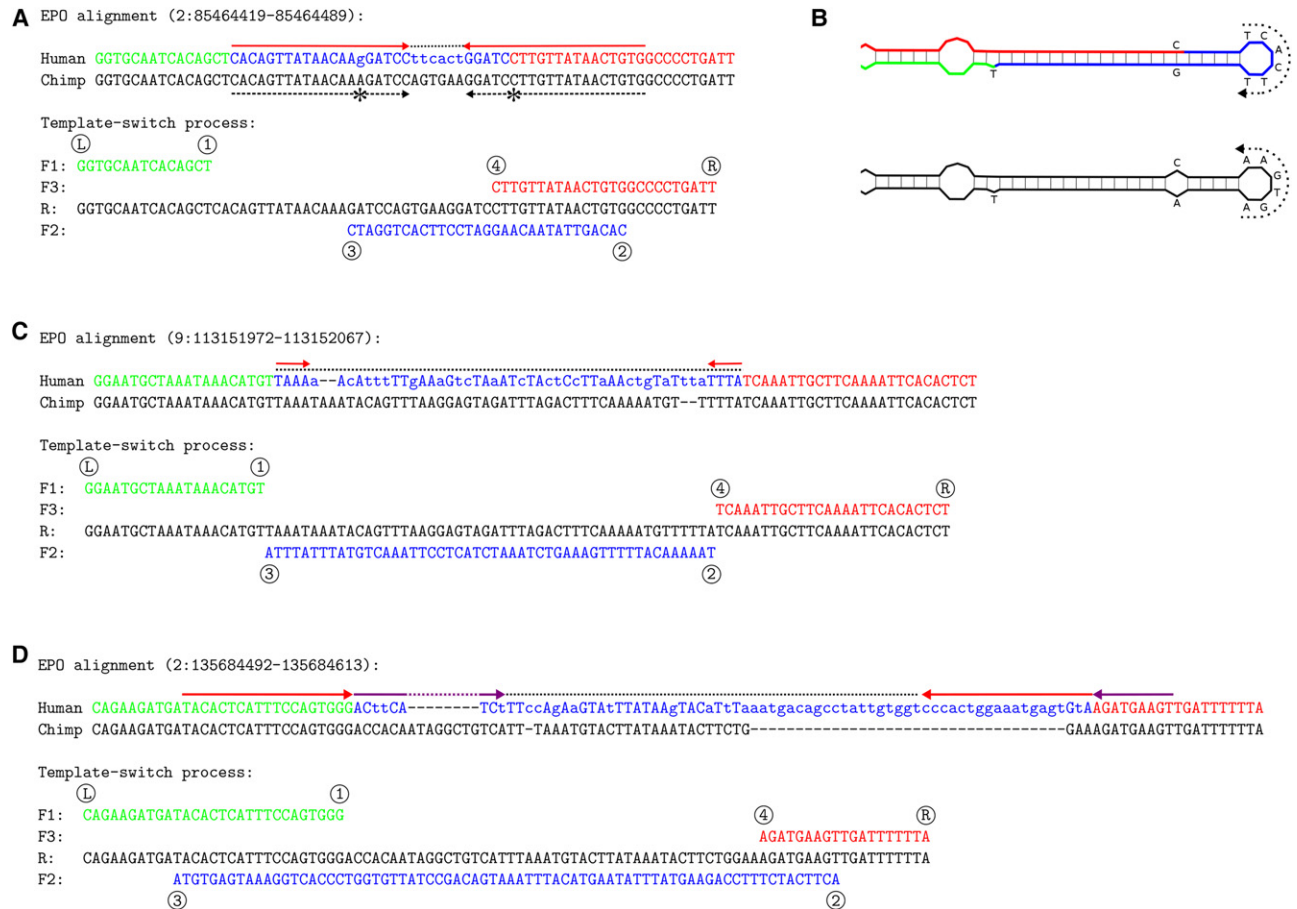 A
EPO alignment (2:85464419-85464489):
Human GGTGCAATCACAGCTCACAGTTATAACAAgGATCCttcactGGATCCTTGTTATAACTGTGGCCCCTGATT
Chimp GGTGCAATCACAGCTCACAGTTATAACAAAGATCCAGTGAAGGATCCTTGTTATAACTGTGGCCCCTGATT
* *
Template-switch process:
L 1 4 R
F1: GGTGCAATCACAGCT
F3: CTTGTTATAACTGTGGCCCCTGATT
R: GGTGCAATCACAGCTCACAGTTATAACAAAGATCCAGTGAAGGATCCTTGTTATAACTGTGGCCCCTGATT
F2: CTAGGTCACTTCCTAGGAACAATATTGACAC
3 2
B
T C A C T T
C
T G
A A G T G A
C
T A
C
EPO alignment (9:113151972-113152067):
Human GGAATGCTAAATAAACATGTTAAAa--AcAtttTTgAAaGtcTAaATcTActCcTTaAActgTaTttaTTTATCAAATTGCTTCAAAATTCACACTCT
Chimp GGAATGCTAAATAAACATGTTAAATAAATACAGTTTAAGGAGTAGATTTAGACTTTCAAAAATGT--TTTTATCAAATTGCTTCAAAATTCACACTCT
Template-switch process:
L 1 4 R
F1: GGAATGCTAAATAAACATGT
F3: TCAAATTGCTTCAAAATTCACACTCT
R: GGAATGCTAAATAAACATGTTAAATAAATACAGTTTAAGGAGTAGATTTAGACTTTCAAAAATGTTTTTATCAAATTGCTTCAAAATTCACACTCT
F2: ATTTATTTATGTCAAATTCCTCATCTAAATCTGAAAGTTTTTACAAAAAT
3 2
D
EPO alignment (2:135684492-135684613):
Human CAGAAGATGATACACTCATTTCCAGTGGGACttCA--------TCtTTccAgAaGTAtTTATAAgTACaTtTaaatgacagcctattgtggtcccactggaaatgagtGtAAGATGAAGTTGATTTTTTA
Chimp CAGAAGATGATACACTCATTTCCAGTGGGACCACAATAGGCTGTCATT-TAAATGTACTTATAAATACTTCTG-----------------------------------GAAAGATGAAGTTGATTTTTTA
Template-switch process:
L 1 4 R
F1: CAGAAGATGATACACTCATTTCCAGTGGG
F3: AGATGAAGTTGATTTTTTA
R: CAGAAGATGATACACTCATTTCCAGTGGGACCACAATAGGCTGTCATTTAAATGTACTTATAAATACTTCTGGAAAGATGAAGTTGATTTTTTA
F2: ATGTGAGTAAAGGTCACCCTGGTGTTATCCGACAGTAAATTTACATGAATATTTATGAAGACCTTTCTACTTCA
3 2